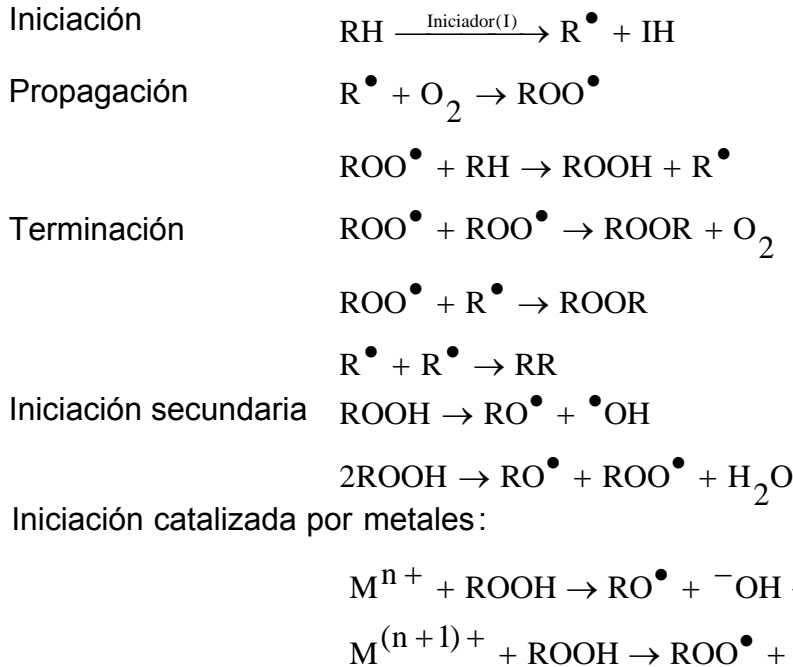 Iniciación RH —Iniciador(I)→ R• + IH
Propagación R• + O₂ → ROO•
ROO• + RH → ROOH + R•
Terminación ROO• + ROO• → ROOR + O₂
ROO• + R• → ROOR
R• + R• → RR
Iniciación secundaria ROOH → RO• + •OH
2ROOH → RO• + ROO• + H₂O
Iniciación catalizada por metales:
Mⁿ⁺ + ROOH → RO• + ⁻OH
M⁽ⁿ⁺¹⁾⁺ + ROOH → ROO• +